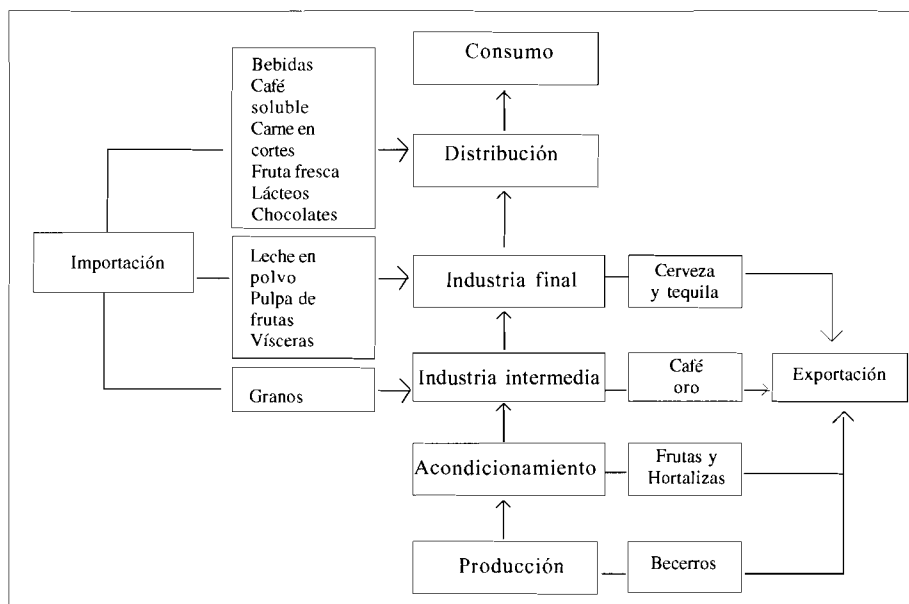 Consumo
Bebidas
Café
soluble
Carne en
cortes
Fruta fresca
Lácteos
Chocolates
Distribución
Importación
Leche en
polvo
Pulpa de
frutas
Vísceras
Industria final
Cerveza
y tequila
Granos
Industria intermedia
Café
oro
Exportación
Acondicionamiento
Frutas y
Hortalizas
Producción
Becerros